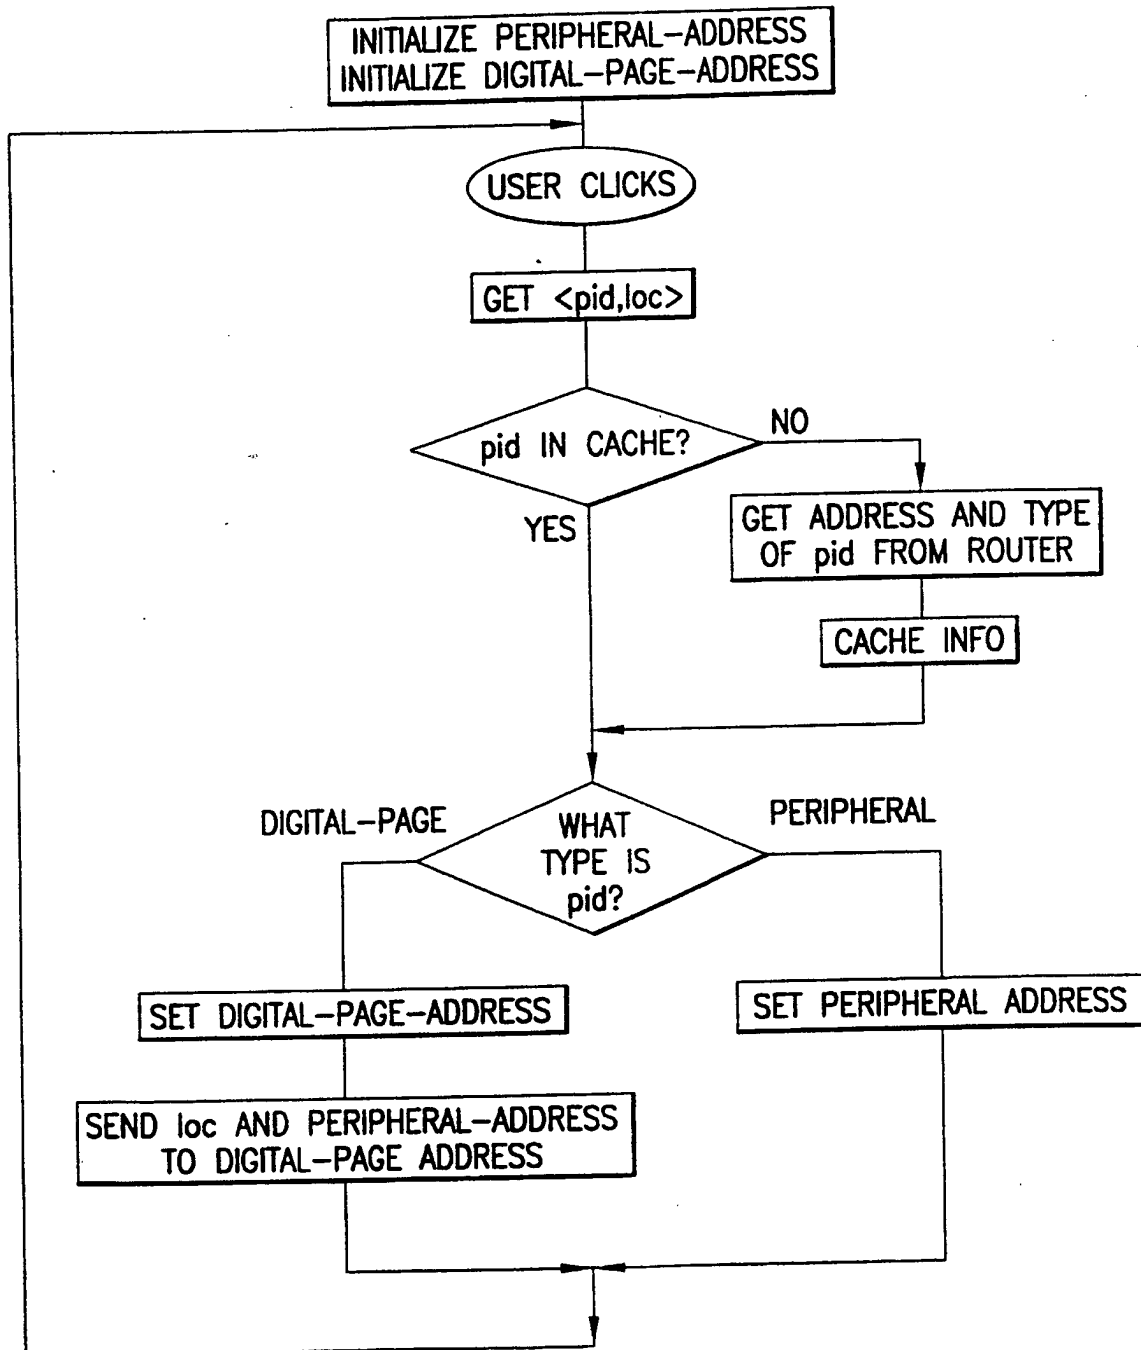 INITIALIZE PERIPHERAL-ADDRESS
INITIALIZE DIGITAL-PAGE-ADDRESS
USER CLICKS
GET <pid,loc>
pid IN CACHE?
NO
YES
GET ADDRESS AND TYPE
OF pid FROM ROUTER
CACHE INFO
DIGITAL-PAGE
PERIPHERAL
WHAT
TYPE IS
pid?
SET DIGITAL-PAGE-ADDRESS
SET PERIPHERAL ADDRESS
SEND loc AND PERIPHERAL-ADDRESS
TO DIGITAL-PAGE ADDRESS